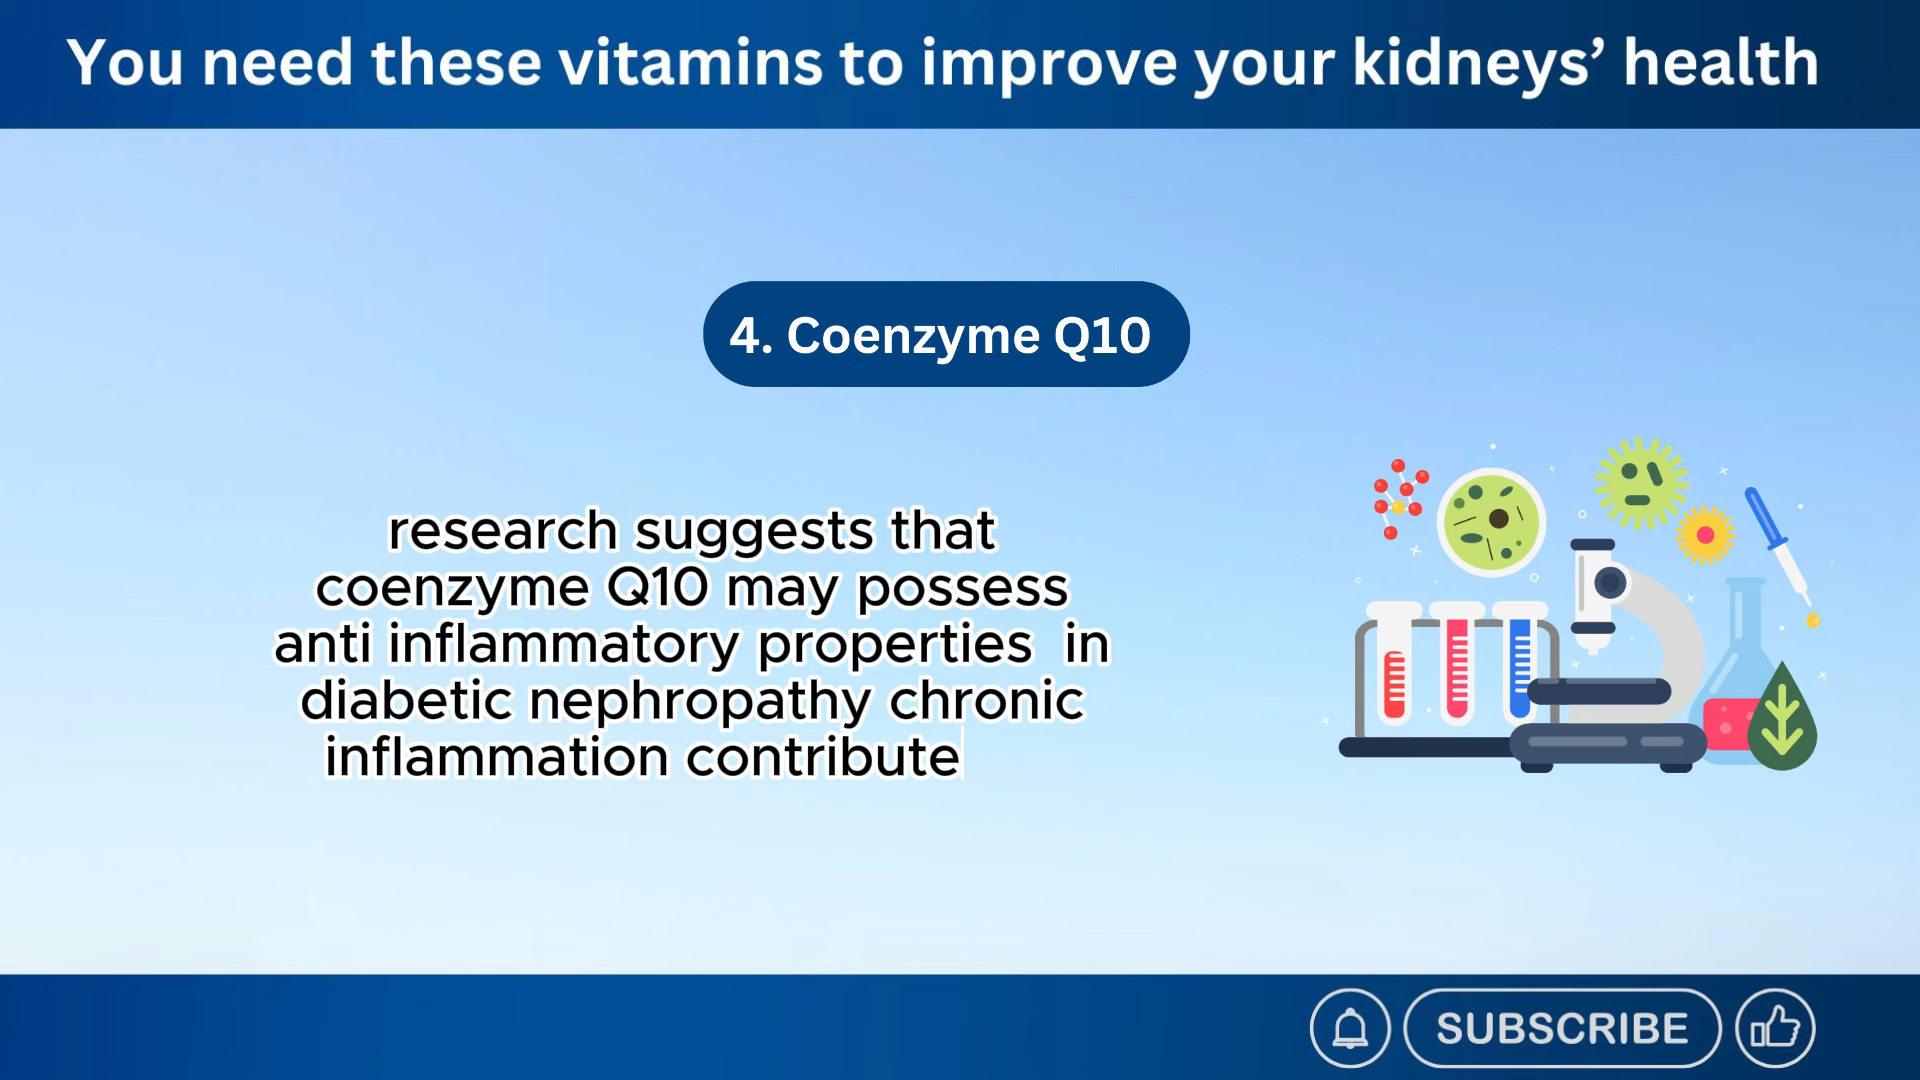 You need these vitamins to improve your kidneys’ health
4. Coenzyme Q10
research suggests that
coenzyme Q10 may possess
anti inflammatory properties  in
diabetic nephropathy chronic
inflammation contribute
SUBSCRIBE